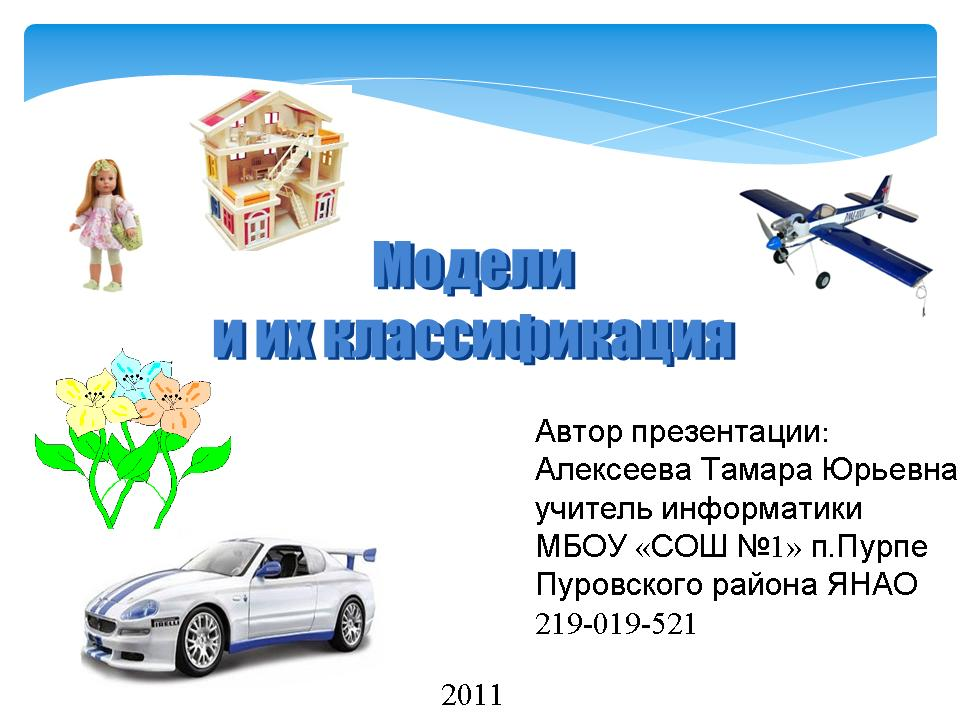 Модели
и их классификация
Автор презентации:
Алексеева Тамара Юрьевна
учитель информатики
МБОУ «СОШ №1» п.Пурпе
Пуровского района ЯНАО
219-019-521
PIRELLI
2011